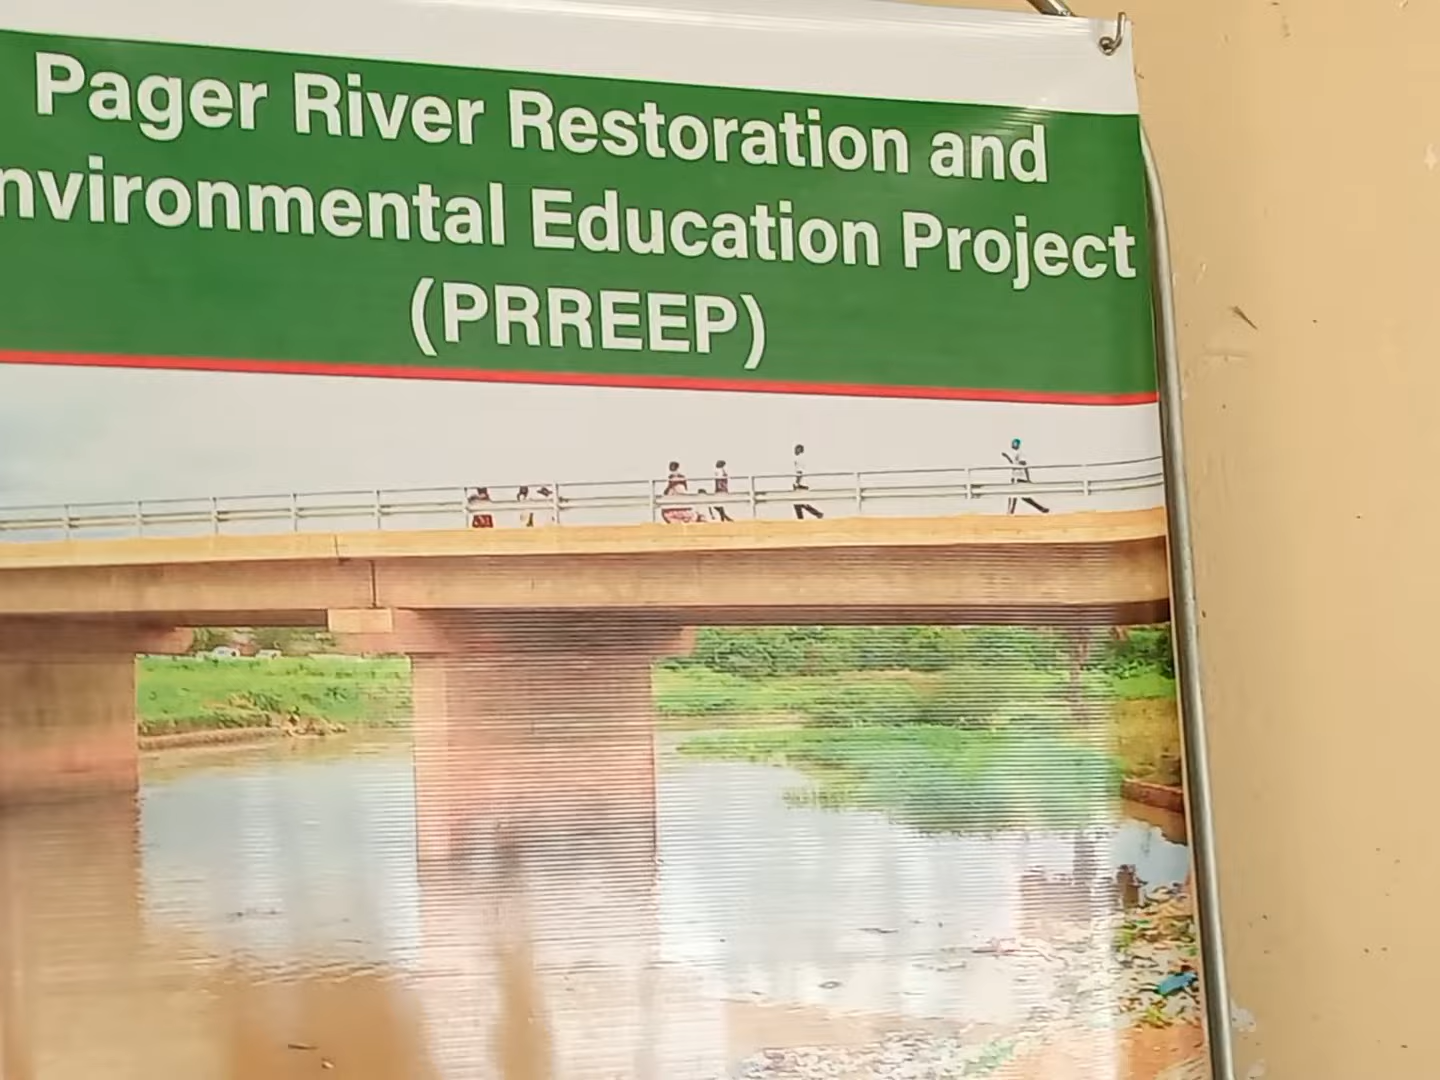 Pager River Restoration and
nvironmental Education Project
(PRREEP)